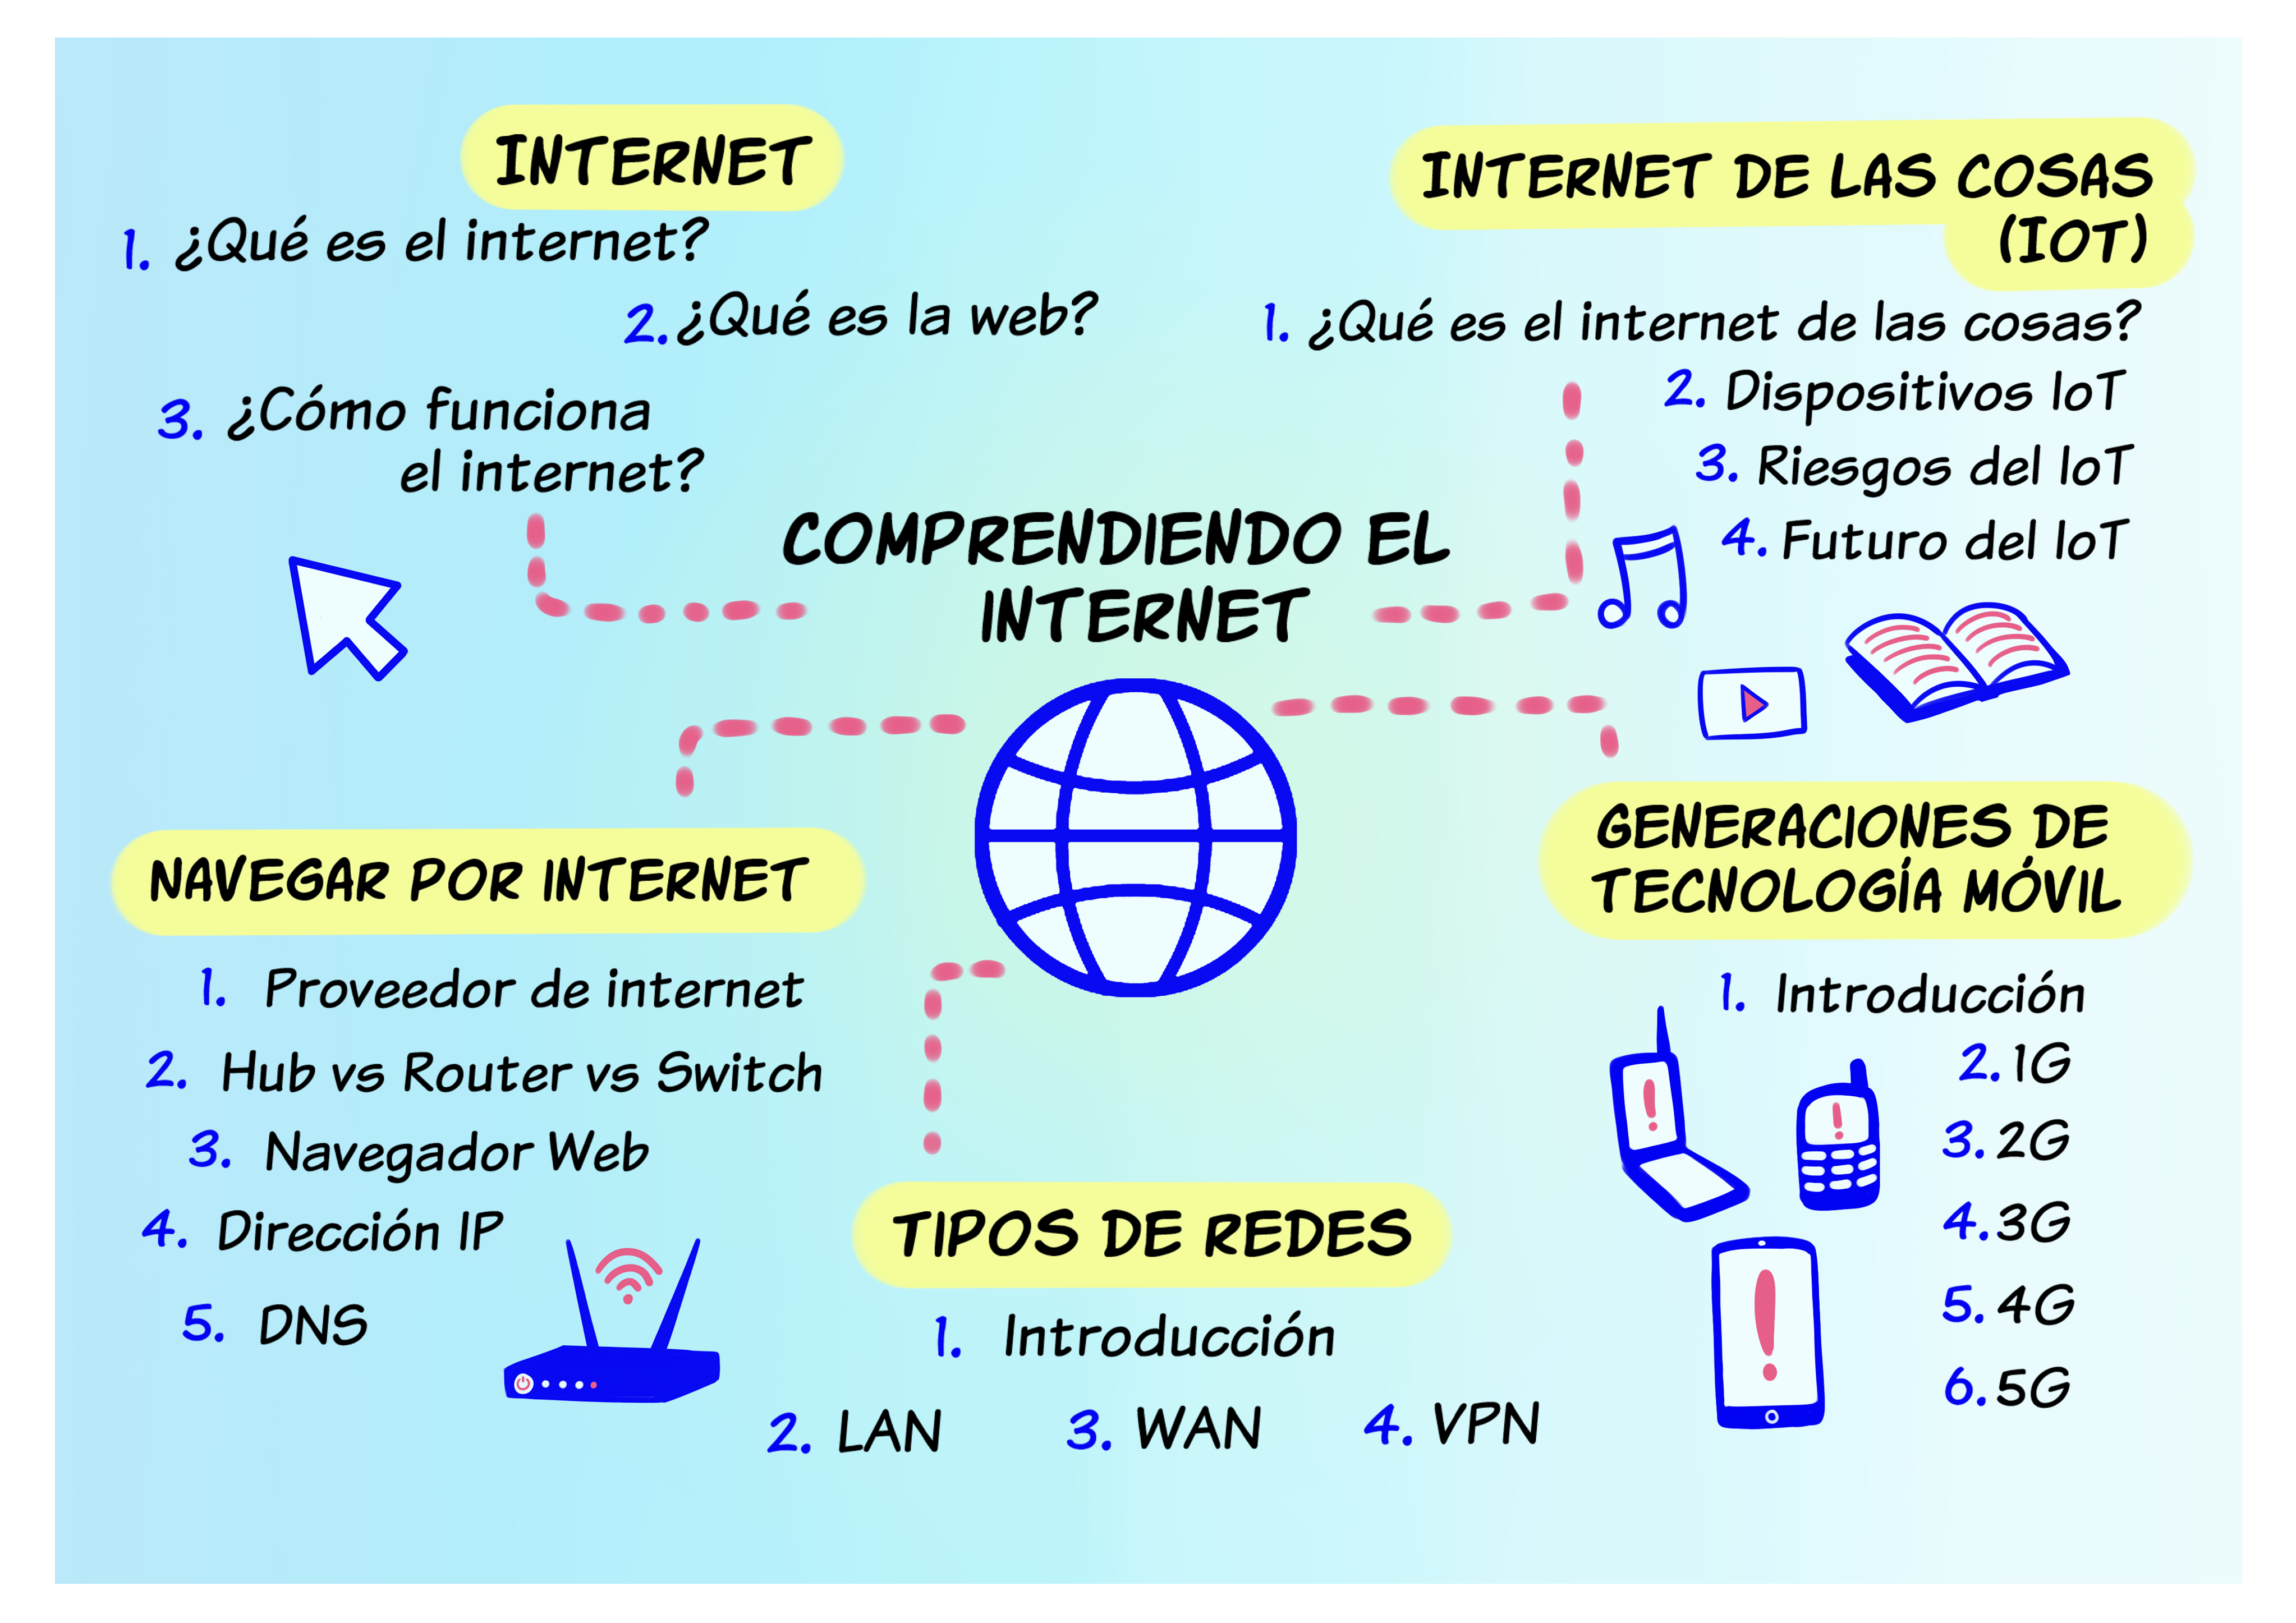 INTERNET
1. ¿Qué es el internet?
2. ¿Qué es la web?
3. ¿Cómo funciona
el internet?
INTERNET DE LAS COSAS
(IOT)
1. ¿Qué es el internet de las cosas?
2. Dispositivos IoT
3. Riesgos del IoT
4. Futuro del IoT
COMPRENDIENDO EL
INTERNET
NAVEGAR POR INTERNET
1. Proveedor de internet
2. Hub vs Router vs Switch
3. Navegador Web
4. Dirección IP
5. DNS
TIPOS DE REDES
1. Introducción
2. LAN
3. WAN
4. VPN
GENERACIONES DE
TECNOLOGÍA MÓVIL
1. Introducción
2. 1G
3. 2G
4. 3G
5. 4G
6. 5G